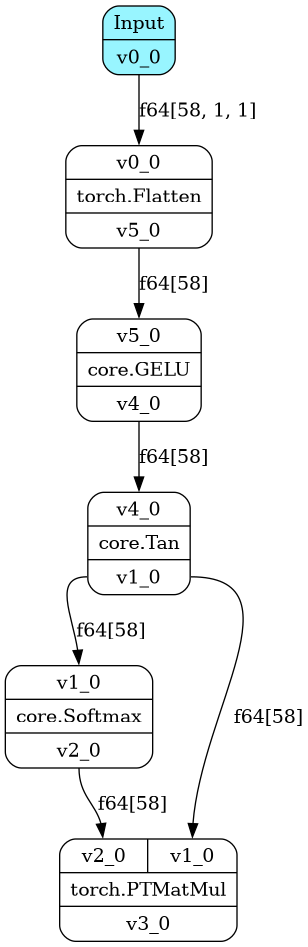 Input
v0_0
f64[58, 1, 1]
v0_0
torch.Flatten
v5_0
f64[58]
v5_0
core.GELU
v4_0
f64[58]
v4_0
core.Tan
v1_0
f64[58]
v1_0
core.Softmax
v2_0
f64[58]
f64[58]
v2_0 v1_0
torch.PTMatMul
v3_0